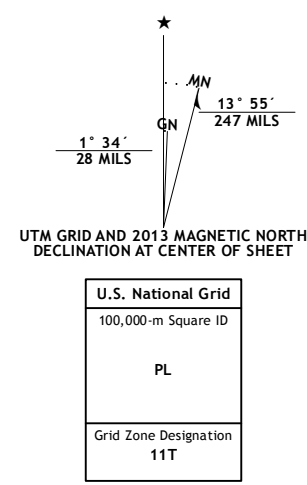 MN
GN
13° 55´
247 MILS
1° 34´
28 MILS
UTM GRID AND 2013 MAGNETIC NORTH
DECLINATION AT CENTER OF SHEET
U.S. National Grid
100,000-m Square ID
PL
Grid Zone Designation
11T